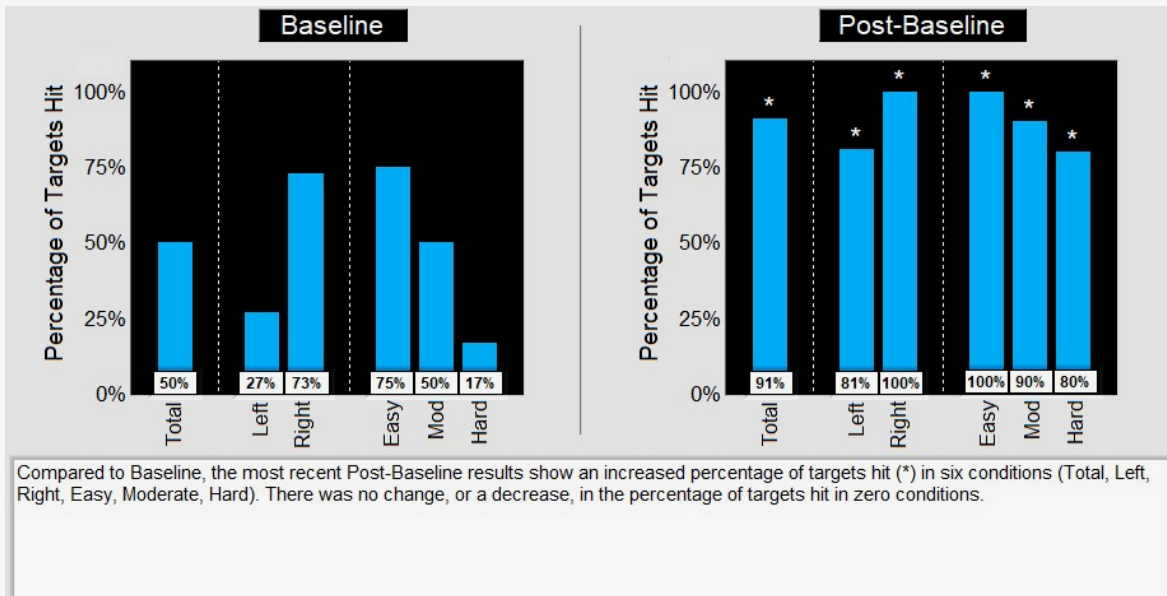 Baseline
Percentage of Targets Hit
100%
75%
50%
25%
0%
50%
27%
73%
75%
50%
17%
Total
Left
Right
Easy
Mod
Hard
Post-Baseline
Percentage of Targets Hit
100%
75%
50%
25%
0%
*
*
*
*
*
*
91%
81%
100%
100%
90%
80%
Total
Left
Right
Easy
Mod
Hard
Compared to Baseline, the most recent Post-Baseline results show an increased percentage of targets hit (*) in six conditions (Total, Left,
Right, Easy, Moderate, Hard). There was no change, or a decrease, in the percentage of targets hit in zero conditions.